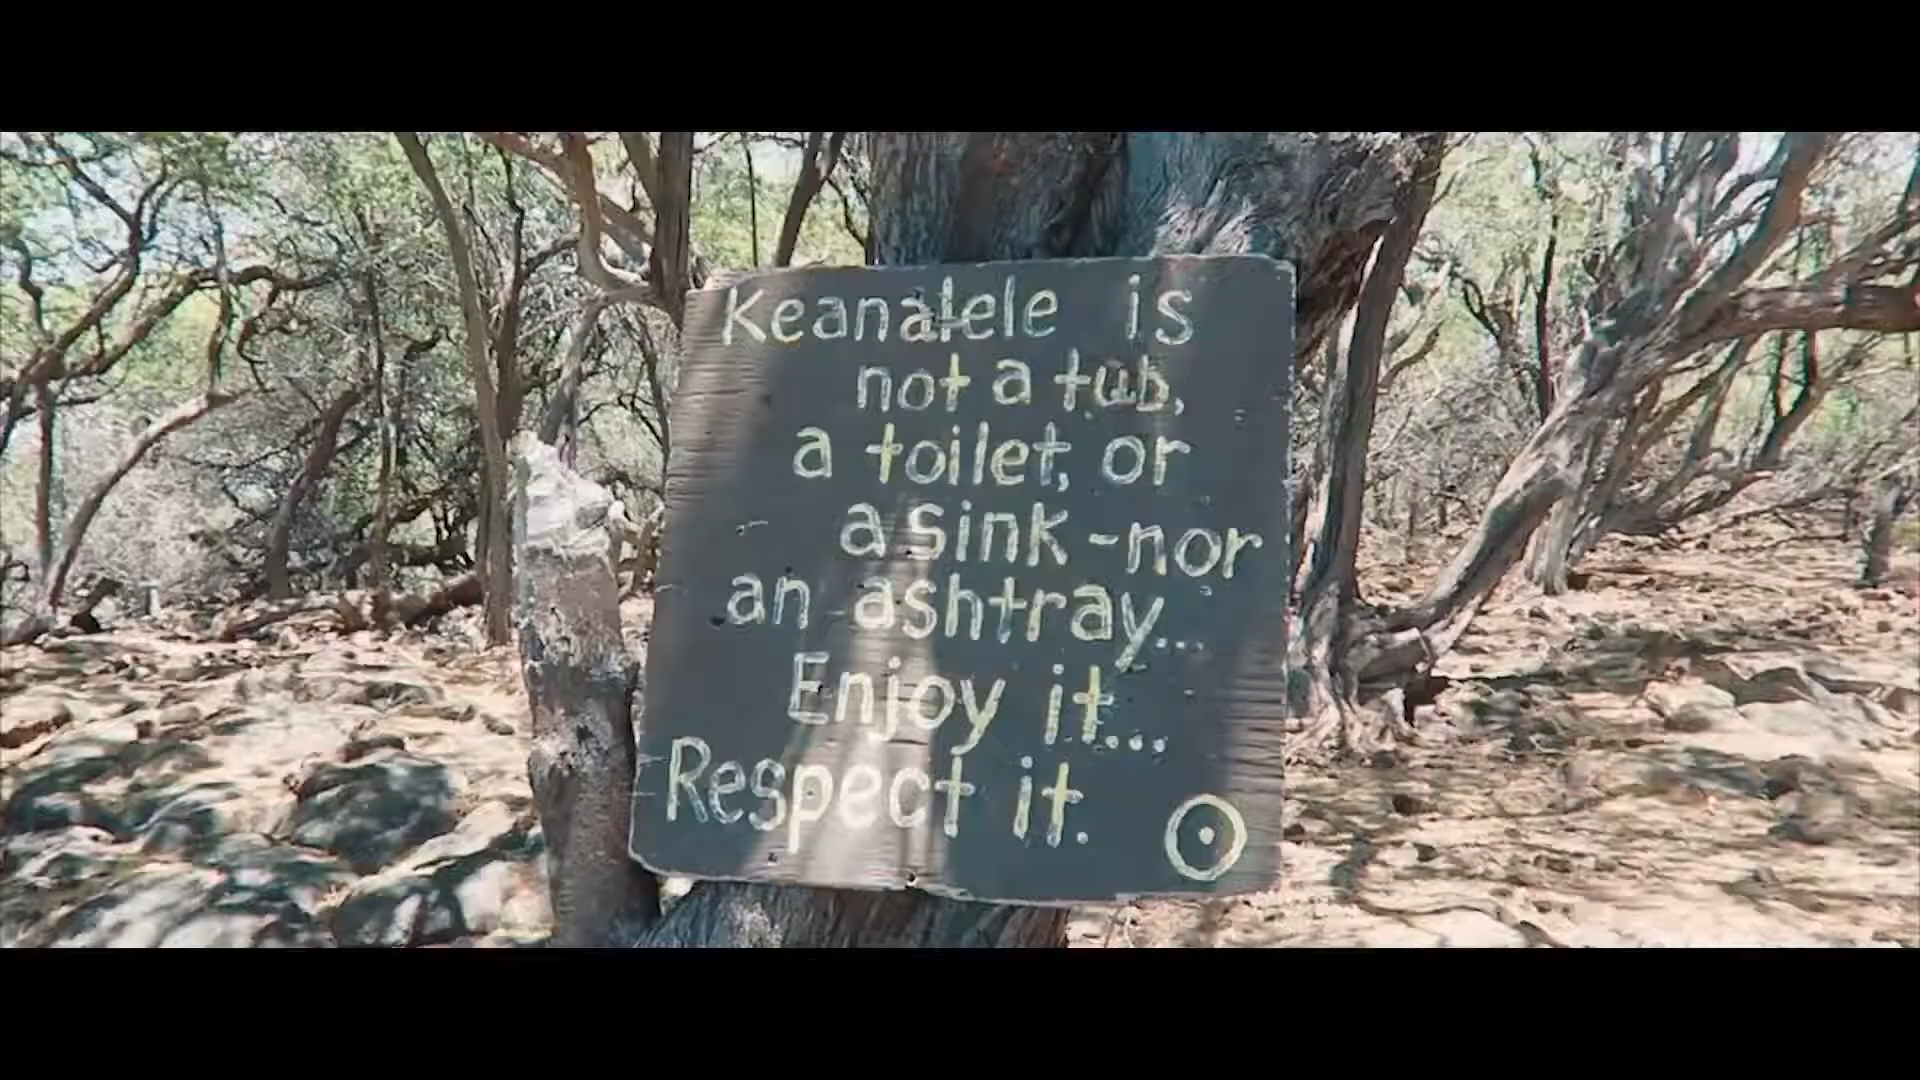 Keanalele is
not a tub,
a toilet, or
a sink - nor
an ashtray...
Enjoy it...
Respect it.